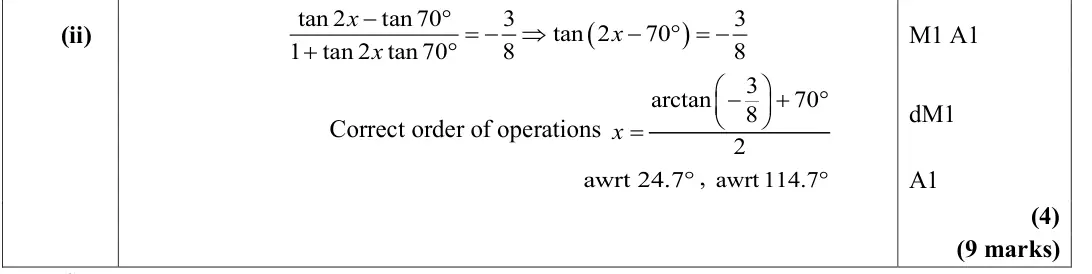 (ii) (tan 2x − tan 70°)/(1 + tan 2x tan 70°) = −3/8 ⇒ tan(2x − 70°) = −3/8 M1 A1
Correct order of operations x = (arctan(−3/8) + 70°)/2 dM1
awrt 24.7° , awrt 114.7° A1
(4)
(9 marks)